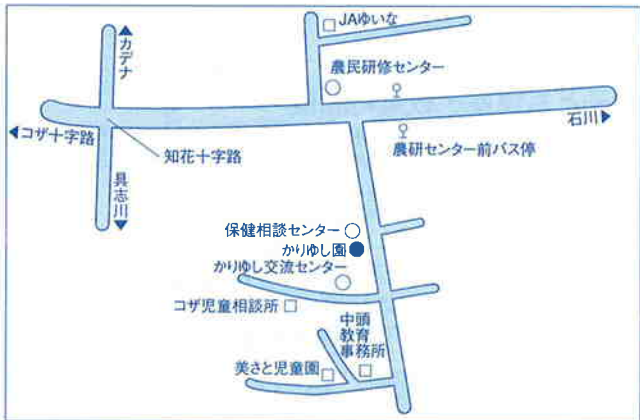 JAゆいな
▲カデナ
農民研修センター
◀コザ十字路
石川▶
知花十字路
農研センター前バス停
具志川▼
保健相談センター
かりゆし園
かりゆし交流センター
コザ児童相談所
中頭
教育
事務所
美さと児童園